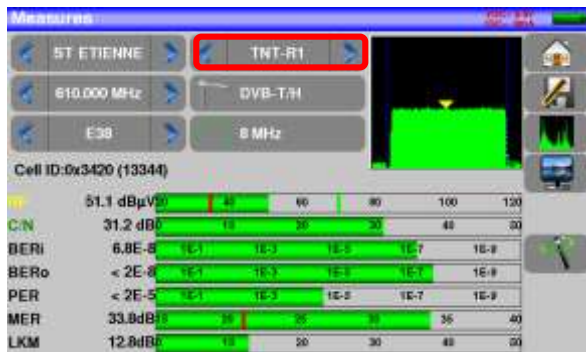 Measures
ST ETIENNE TNT-R1
610.000 MHz DVB-T/H
E38 8 MHz
Cell ID:0x3420 (13344)
RF 51.1 dBµV 20 40 60 80 100 120
C/N 31.2 dB 0 10 20 30 40 50
BERi 6.8E-8 1E-1 1E-3 1E-5 1E-7 1E-9
BERo < 2E-8 1E-1 1E-3 1E-5 1E-7 1E-9
PER < 2E-5 1E-1 1E-3 1E-5 1E-7 1E-9
MER 33.8dB 15 20 25 30 35 40
LKM 12.8dB 0 10 20 30 40 50